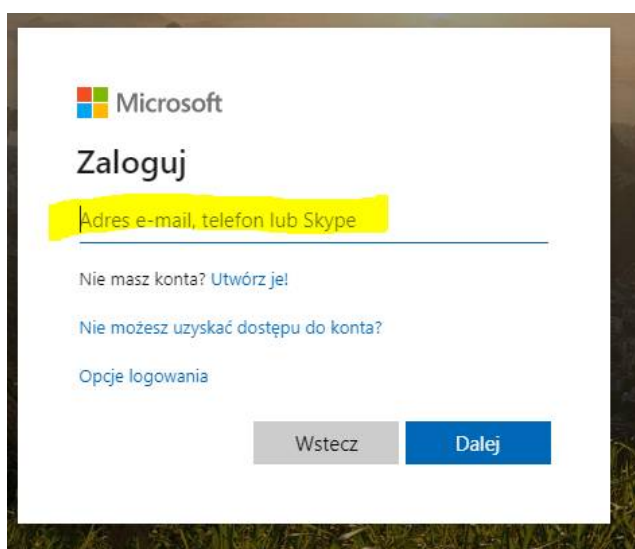 Microsoft
Zaloguj
Adres e-mail, telefon lub Skype
Nie masz konta? Utwórz je!
Nie możesz uzyskać dostępu do konta?
Opcje logowania
Wstecz Dalej